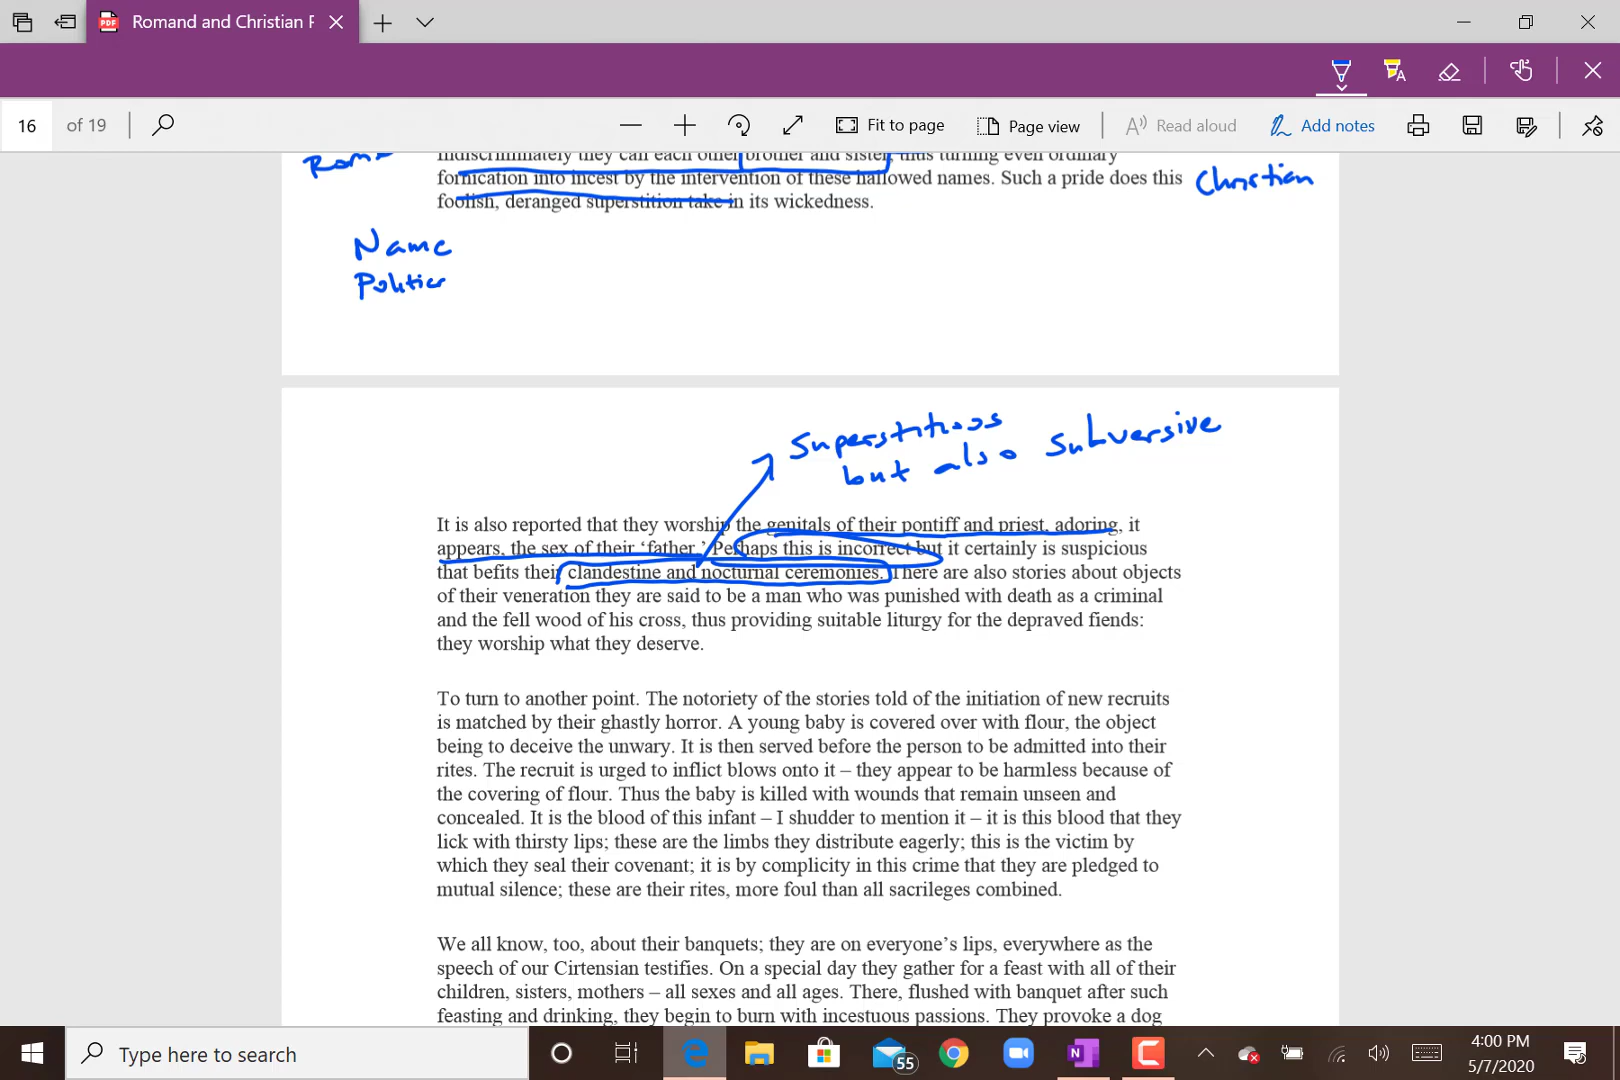 Romand and Christian F
16 of 19
Fit to page
Page view
Read aloud
Add notes
Indiscriminately they call each other brother and sister, thus turning even ordinary
fornication into incest by the intervention of these hallowed names. Such a pride does this
Christian
foolish, deranged superstition take in its wickedness.
Name
Politics
Superstitious
but also subversive
It is also reported that they worship the genitals of their pontiff and priest, adoring, it
appears, the sex of their ‘father.’ Perhaps this is incorrect but it certainly is suspicious
that befits their clandestine and nocturnal ceremonies. There are also stories about objects
of their veneration they are said to be a man who was punished with death as a criminal
and the fell wood of his cross, thus providing suitable liturgy for the depraved fiends:
they worship what they deserve.
To turn to another point. The notoriety of the stories told of the initiation of new recruits
is matched by their ghastly horror. A young baby is covered over with flour, the object
being to deceive the unwary. It is then served before the person to be admitted into their
rites. The recruit is urged to inflict blows onto it – they appear to be harmless because of
the covering of flour. Thus the baby is killed with wounds that remain unseen and
concealed. It is the blood of this infant – I shudder to mention it – it is this blood that they
lick with thirsty lips; these are the limbs they distribute eagerly; this is the victim by
which they seal their covenant; it is by complicity in this crime that they are pledged to
mutual silence; these are their rites, more foul than all sacrileges combined.
We all know, too, about their banquets; they are on everyone’s lips, everywhere as the
speech of our Cirtensian testifies. On a special day they gather for a feast with all of their
children, sisters, mothers – all sexes and all ages. There, flushed with banquet after such
feasting and drinking, they begin to burn with incestuous passions. They provoke a dog
Type here to search
55
4:00 PM
5/7/2020